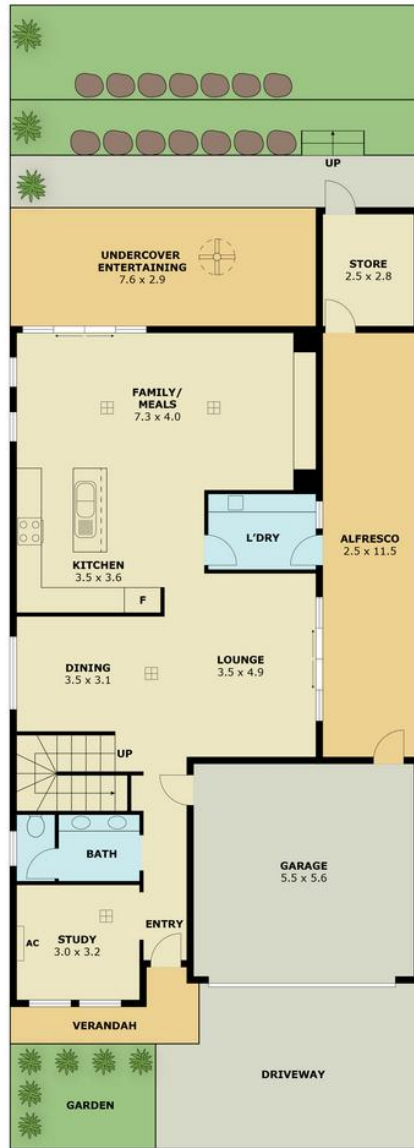 UP
UNDERCOVER
ENTERTAINING
7.6 x 2.9
STORE
2.5 x 2.8
FAMILY/
MEALS
7.3 x 4.0
L'DRY
ALFRESCO
2.5 x 11.5
KITCHEN
3.5 x 3.6
F
DINING
3.5 x 3.1
LOUNGE
3.5 x 4.9
UP
BATH
GARAGE
5.5 x 5.6
ENTRY
AC
STUDY
3.0 x 3.2
VERANDAH
DRIVEWAY
GARDEN